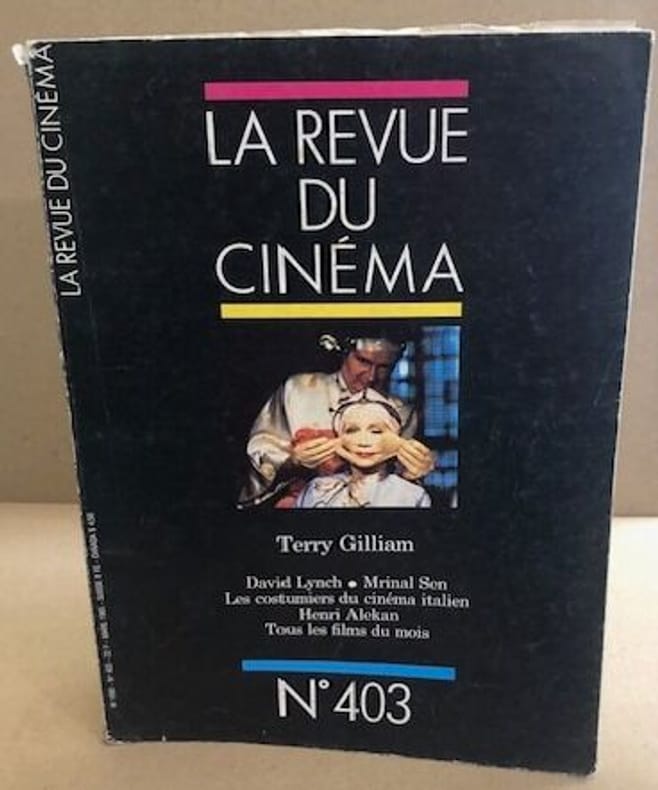 LA REVUE DU CINÉMA
LA REVUE
DU
CINÉMA
Terry Gilliam
David Lynch • Mrinal Sen
Les costumiers du cinéma italien
Henri Alekan
Tous les films du mois
N° 403